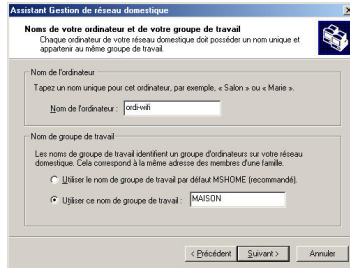 Assistant Gestion de réseau domestique
Noms de votre ordinateur et de votre groupe de travail
Chaque ordinateur de votre réseau domestique doit posséder un nom unique et
appartenir au même groupe de travail.
Nom de l'ordinateur
Tapez un nom unique pour cet ordinateur, par exemple, « Salon » ou « Marie ».
Nom de l'ordinateur : ordi-wifi
Nom de groupe de travail
Les noms de groupe de travail identifient un groupe d'ordinateurs sur votre réseau
domestique. Cela correspond à la même adresse des membres d'une famille.
Utiliser le nom de groupe de travail par défaut MSHOME (recommandé).
Utiliser ce nom de groupe de travail : MAISON
< Précédent Suivant > Annuler